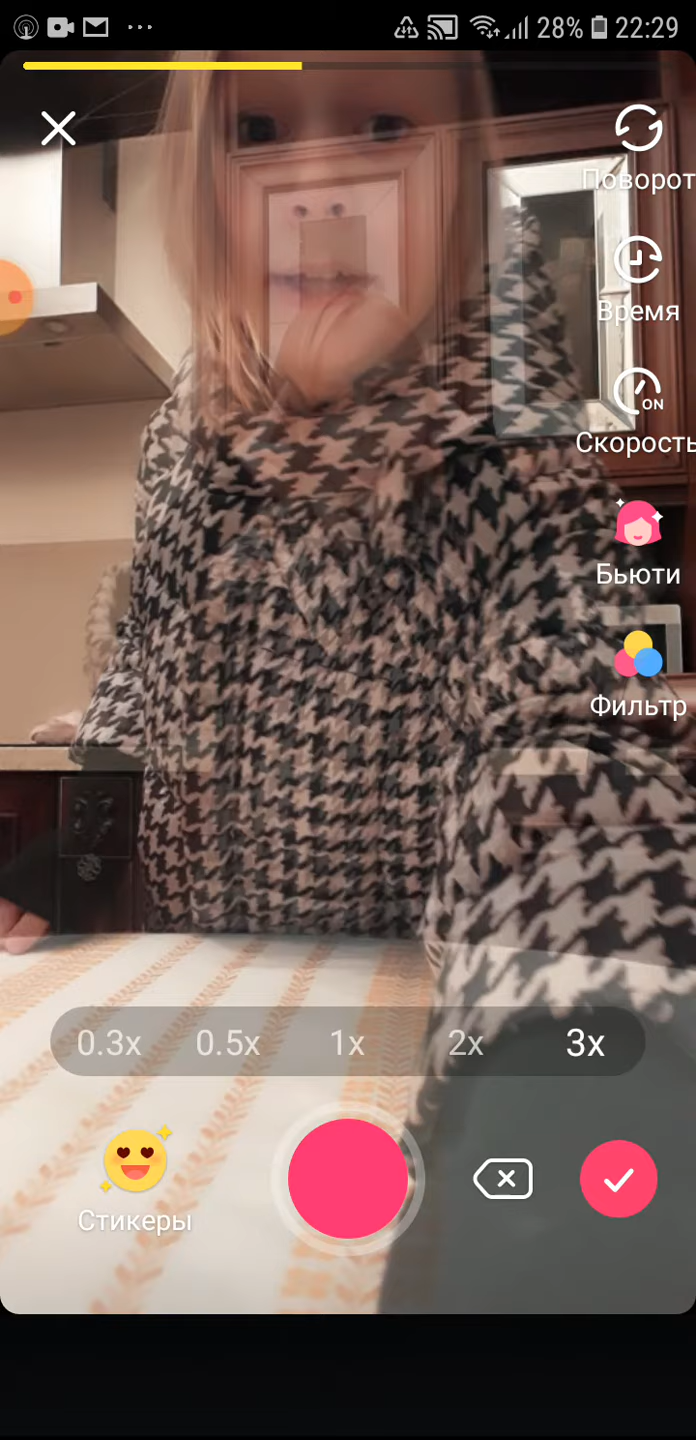 28% 22:29
Поворот
Время
ON
Скорость
Бьюти
Фильтр
0.3x 0.5x 1x 2x 3x
Стикеры